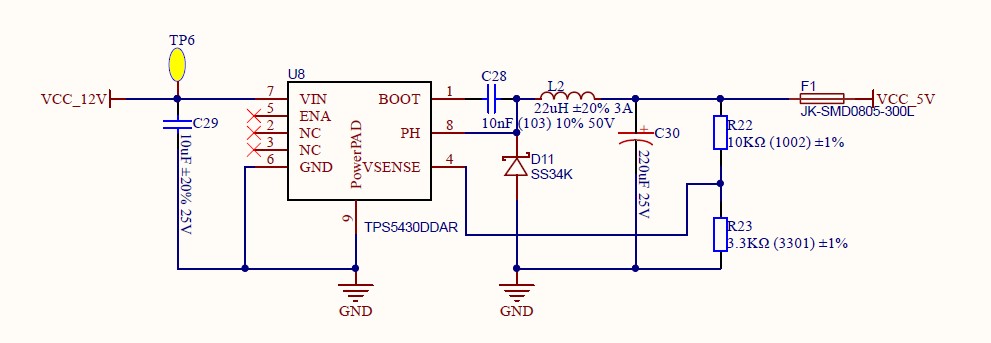 TP6
U8
VCC_12V
7
VIN
BOOT
1
C28
L2
22uH ±20% 3A
10nF (103) 10% 50V
F1
JK-SMD0805-300L
VCC_5V
5
ENA
2
NC
3
NC
6
GND
PH
8
VSENSE
4
PowerPAD
9
TPS5430DDAR
C29
10uF ±20% 25V
D11
SS34K
C30
+
220uF 25V
R22
10KΩ (1002) ±1%
R23
3.3KΩ (3301) ±1%
GND
GND